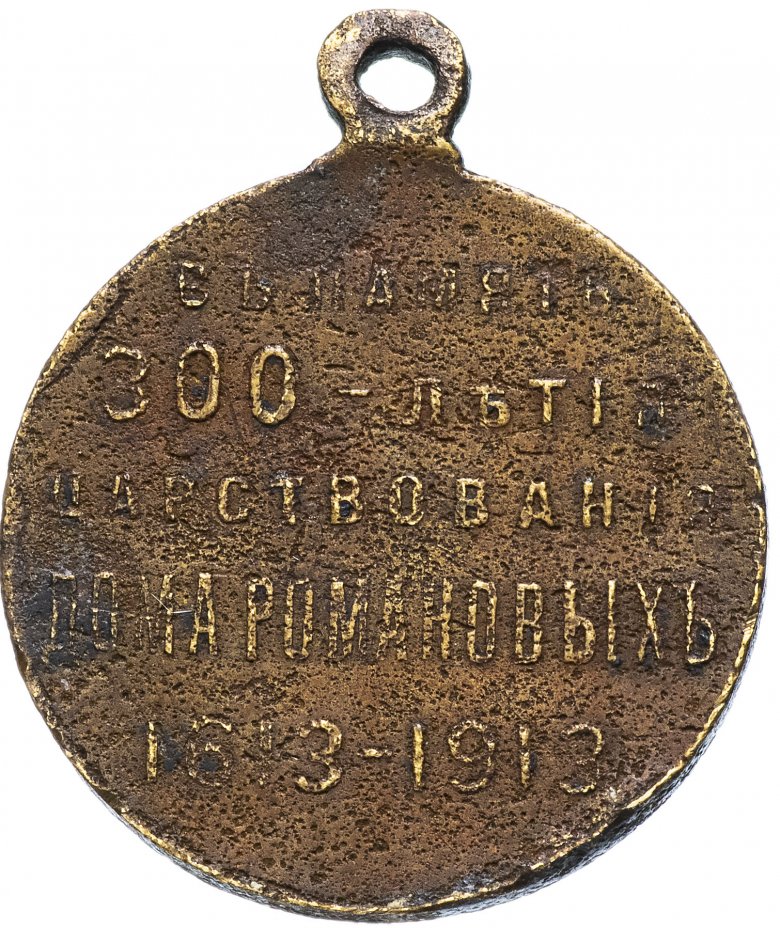 ВЪ ПАМЯТЬ
300-ЛѢТІЯ
ЦАРСТВОВАНІЯ
ДОМА РОМАНОВЫХЪ
1613-1913